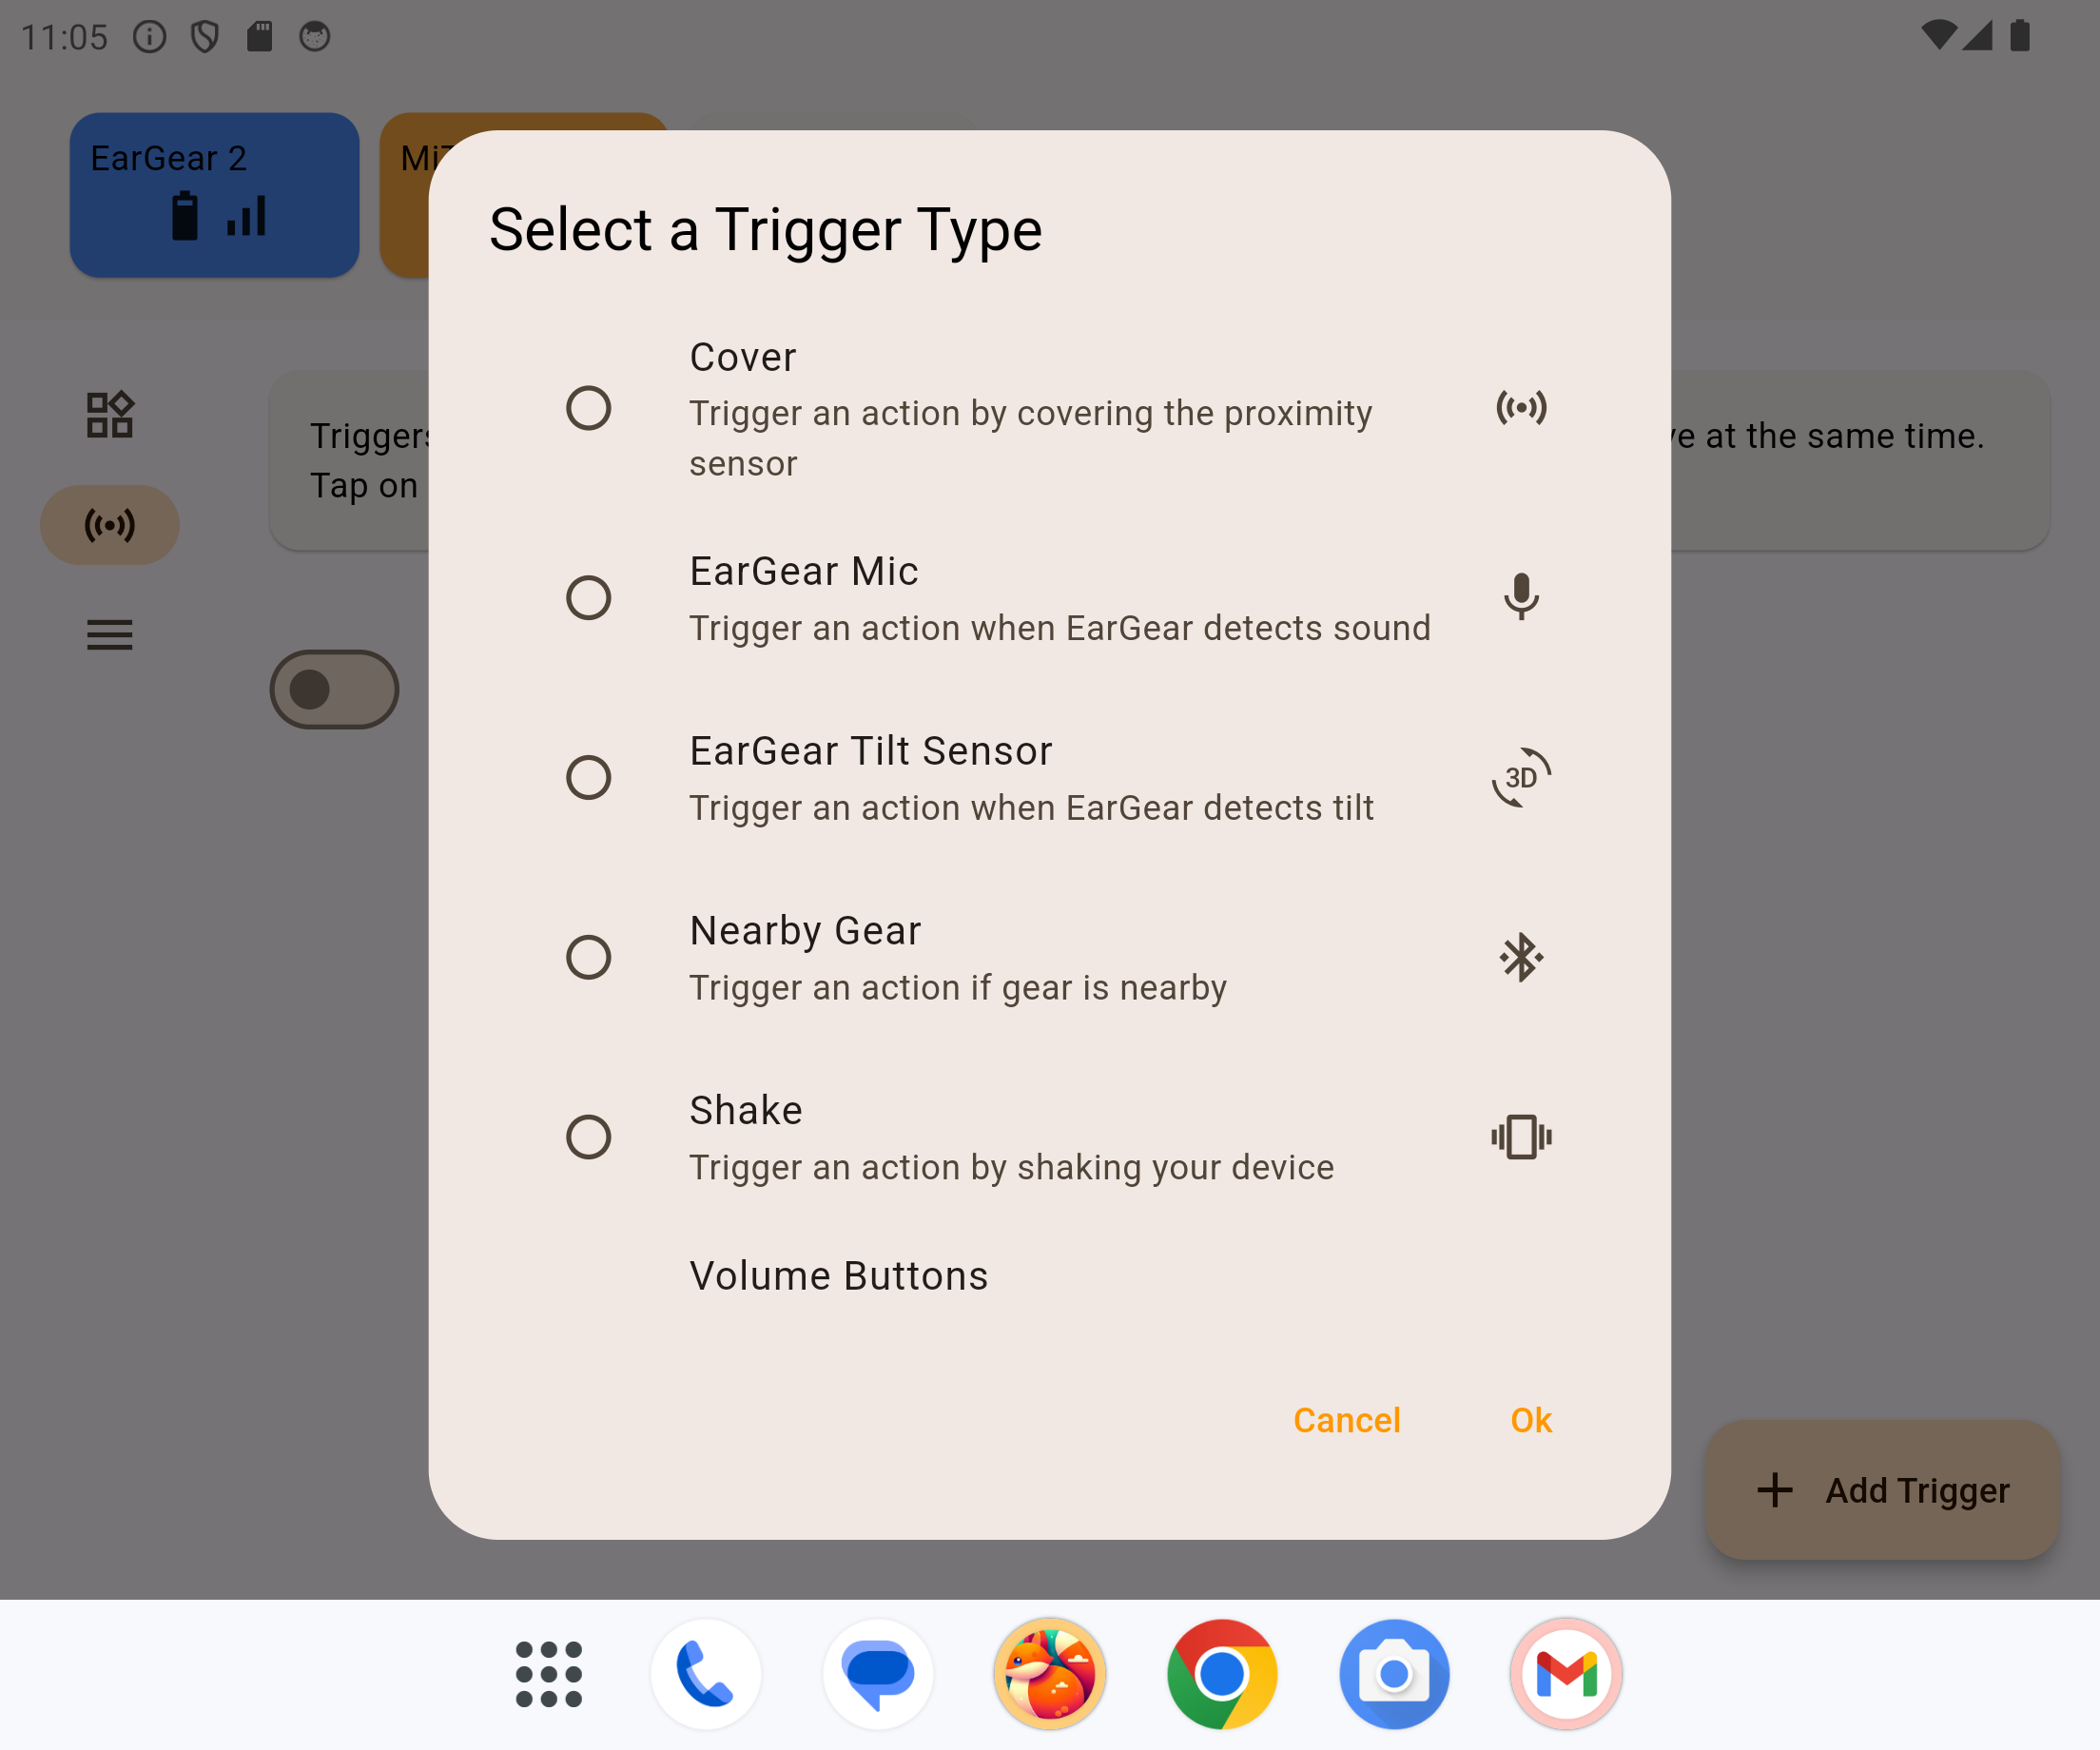 11:05
EarGear 2
Select a Trigger Type
Cover
Trigger an action by covering the proximity
sensor
Triggers
ve at the same time.
Tap on
EarGear Mic
Trigger an action when EarGear detects sound
EarGear Tilt Sensor
Trigger an action when EarGear detects tilt
3D
Nearby Gear
Trigger an action if gear is nearby
Shake
Trigger an action by shaking your device
Volume Buttons
Cancel
Ok
Add Trigger